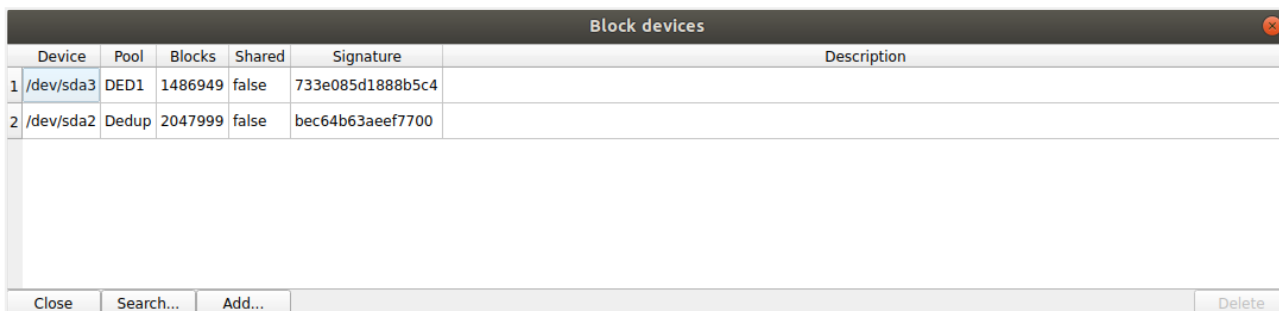 Block devices
Device Pool Blocks Shared Signature Description
1 /dev/sda3 DED1 1486949 false 733e085d1888b5c4
2 /dev/sda2 Dedup 2047999 false bec64b63aeef7700
Close Search... Add... Delete